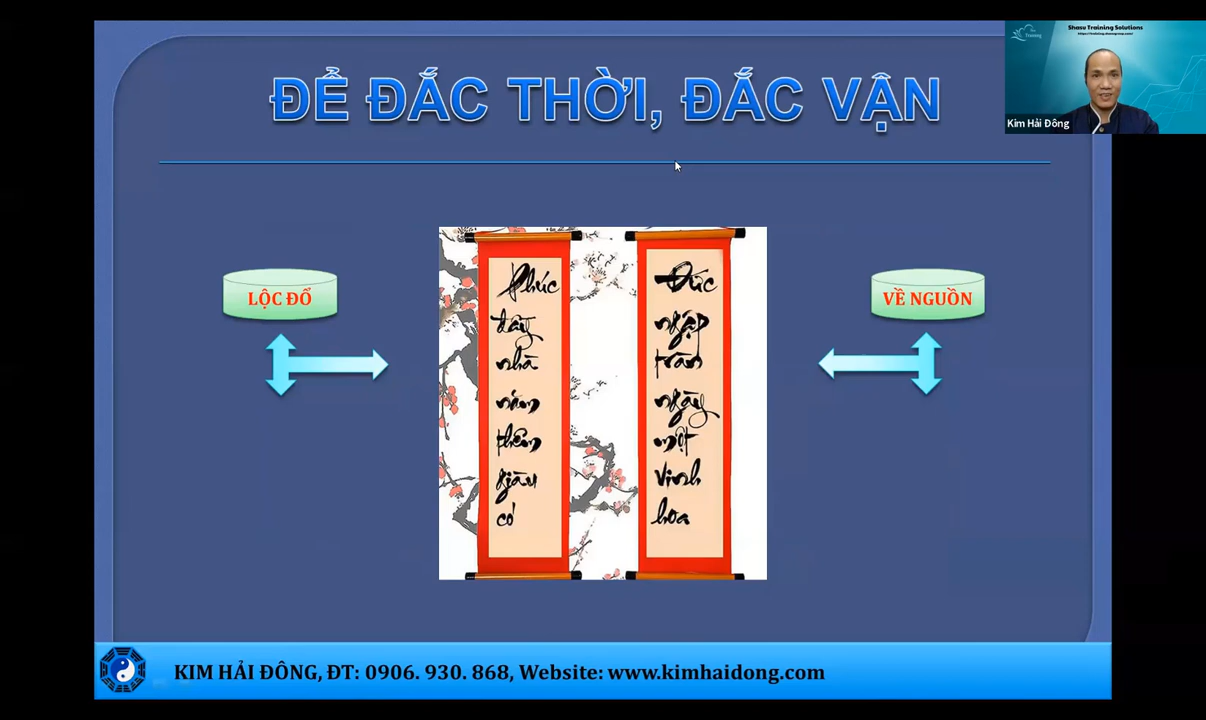 ĐỂ ĐẮC THỜI, ĐẮC VẬN
Shasu Training Solutions
Training
Kim Hải Đông
LỘC ĐỔ
Phúc
đầy
nhà
năm
thêm
giàu
có
Đức
ngập
tràn
ngày
một
vinh
hoa
VỀ NGUỒN
KIM HẢI ĐÔNG, ĐT: 0906. 930. 868, Website: www.kimhaidong.com